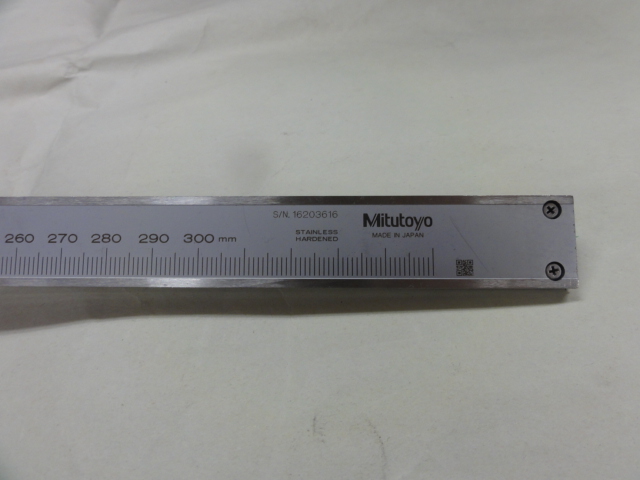 S/N. 16203616
Mitutoyo
MADE IN JAPAN
STAINLESS
HARDENED
260 270 280 290 300 mm